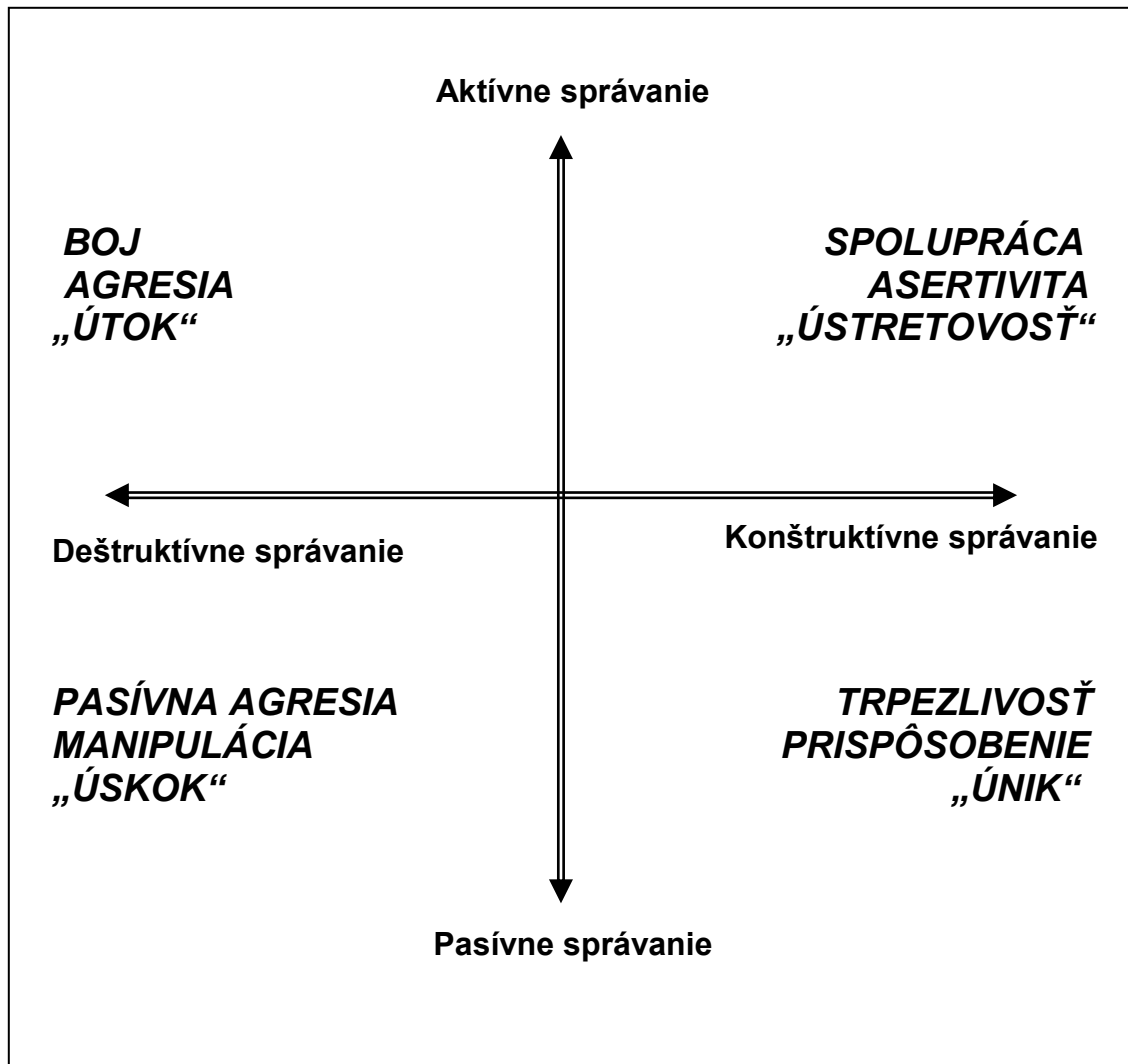 Aktívne správanie
BOJ
AGRESIA
„ÚTOK“
SPOLUPRÁCA
ASERTIVITA
„ÚSTRETOVOSŤ“
Deštruktívne správanie
Konštruktívne správanie
PASÍVNA AGRESIA
MANIPULÁCIA
„ÚSKOK“
TRPEZLIVOSŤ
PRISPÔSOBENIE
„ÚNIK“
Pasívne správanie